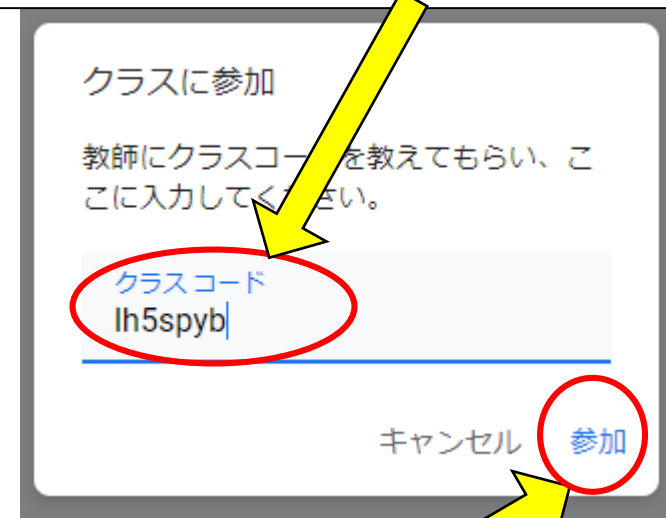 クラスに参加
教師にクラスコードを教えてもらい、こ
こに入力してください。
クラス コード
lh5spyb
キャンセル 参加